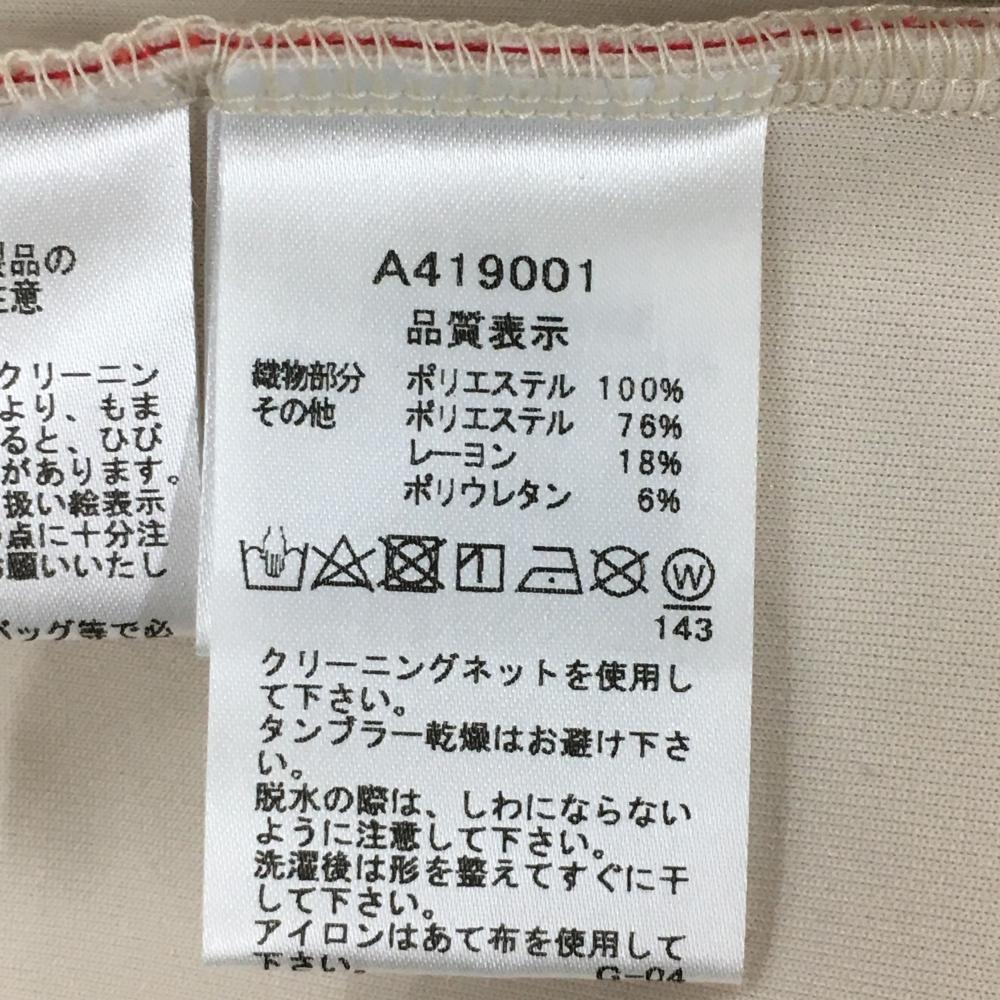 品の
意
クリーニン
より、もま
ると、ひび
があります。
扱い絵表示
点に十分注
願いいたし
バッグ等で必
A419001
品質表示
織物部分 ポリエステル 100%
その他 ポリエステル 76%
レーヨン 18%
ポリウレタン 6%
W
143
クリーニングネットを使用し
て下さい。
タンブラー乾燥はお避け下さ
い。
脱水の際は、しわにならない
ように注意して下さい。
洗濯後は形を整えてすぐに干
して下さい。
アイロンはあて布を使用して
下さい。 G-04